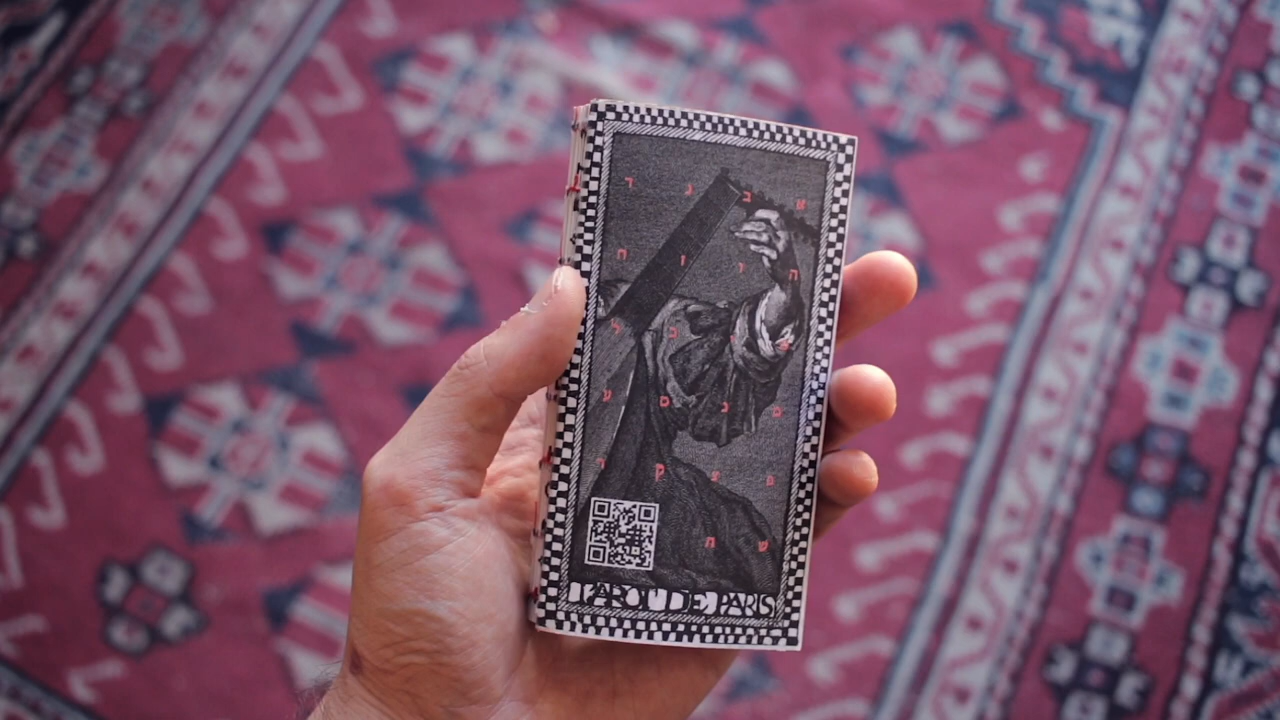 א ב ג ד
ה ו ז ח
ט י כ ל
מ נ ס ע
פ צ ק ר
ש ת
TAROT DE PARIS